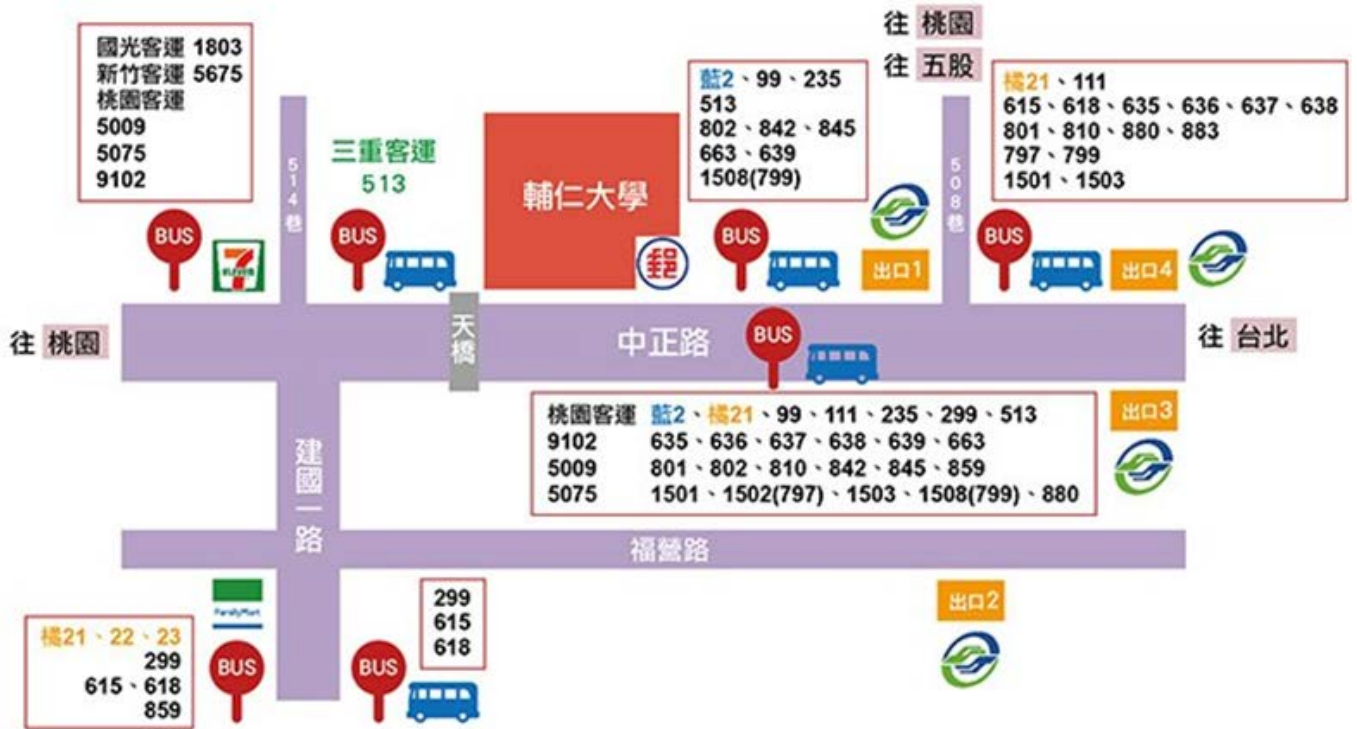 往 桃園
往 五股
國光客運 1803
新竹客運 5675
桃園客運
5009
5075
9102
514巷
三重客運
513
輔仁大學
郵
藍2、99、235
513
802、842、845
663、639
1508(799)
508巷
橘21、111
615、618、635、636、637、638
801、810、880、883
797、799
1501、1503
BUS
7
ELEVEN
BUS
BUS
出口1
BUS
出口4
往 桃園
天橋
中正路
BUS
往 台北
桃園客運 藍2、橘21、99、111、235、299、513
9102 635、636、637、638、639、663
5009 801、802、810、842、845、859
5075 1501、1502(797)、1503、1508(799)、880
出口3
建國一路
福營路
FamilyMart
橘21、22、23
299
615、618
859
BUS
BUS
299
615
618
出口2